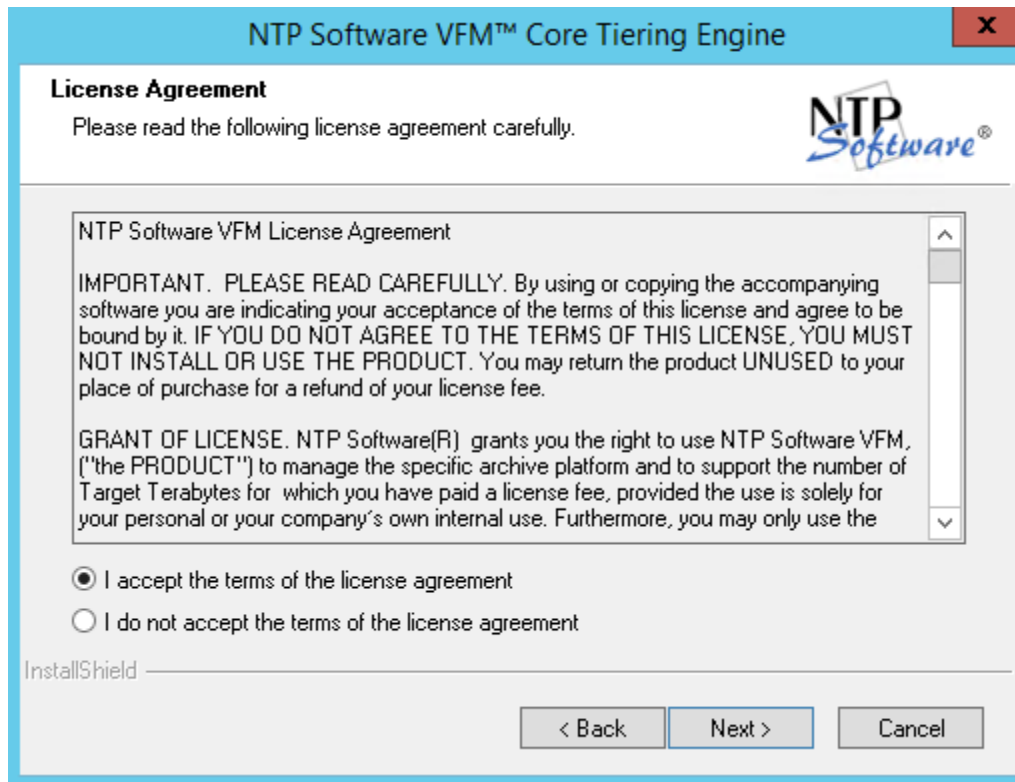 NTP Software VFM™ Core Tiering Engine
x
License Agreement
Please read the following license agreement carefully.
NTP
Software®
NTP Software VFM License Agreement
IMPORTANT.  PLEASE READ CAREFULLY. By using or copying the accompanying
software you are indicating your acceptance of the terms of this license and agree to be
bound by it. IF YOU DO NOT AGREE TO THE TERMS OF THIS LICENSE, YOU MUST
NOT INSTALL OR USE THE PRODUCT. You may return the product UNUSED to your
place of purchase for a refund of your license fee.
GRANT OF LICENSE. NTP Software(R)  grants you the right to use NTP Software VFM,
("the PRODUCT") to manage the specific archive platform and to support the number of
Target Terabytes for  which you have paid a license fee, provided the use is solely for
your personal or your company´s own internal use. Furthermore, you may only use the
I accept the terms of the license agreement
I do not accept the terms of the license agreement
InstallShield
< Back
Next >
Cancel